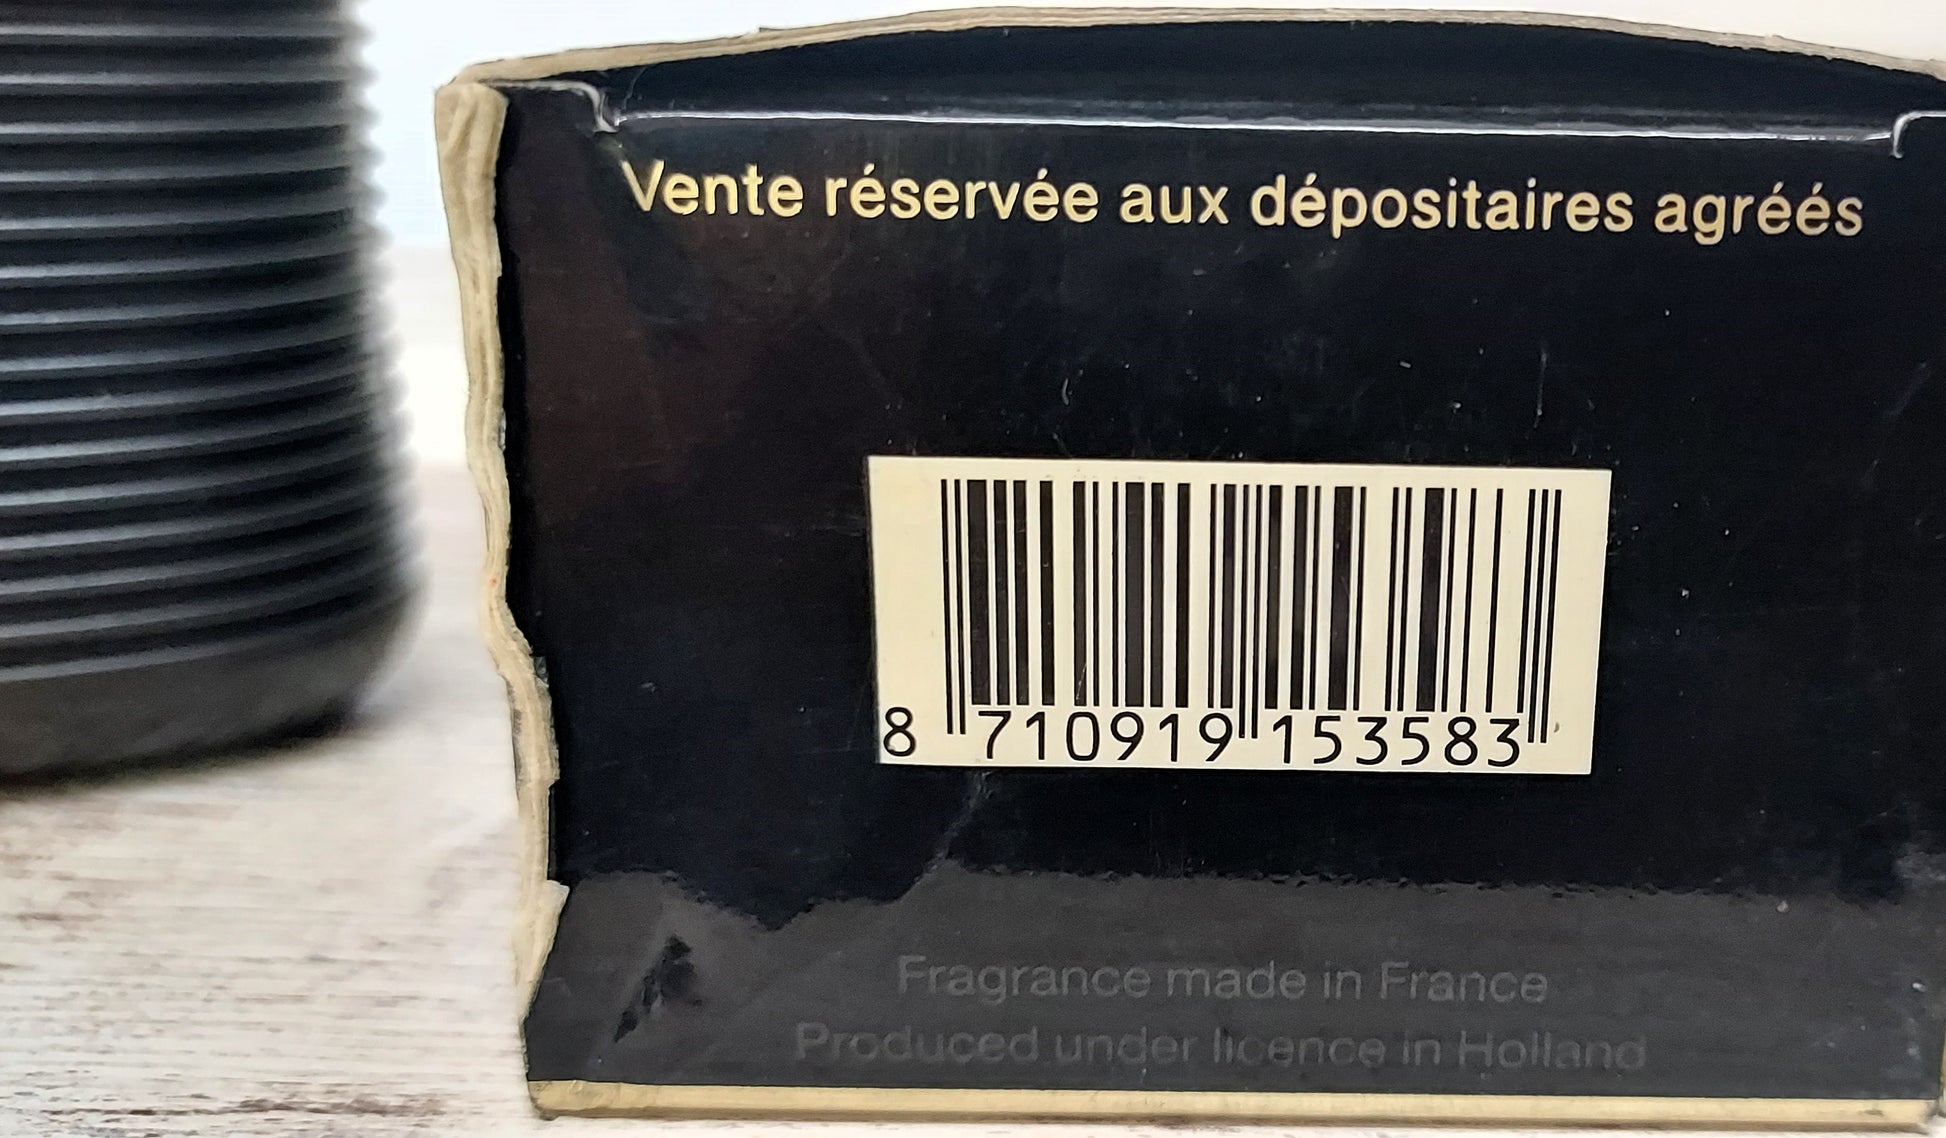 Vente réservée aux dépositaires agréés
8 710919 153583
Fragrance made in France
Produced under licence in Holland